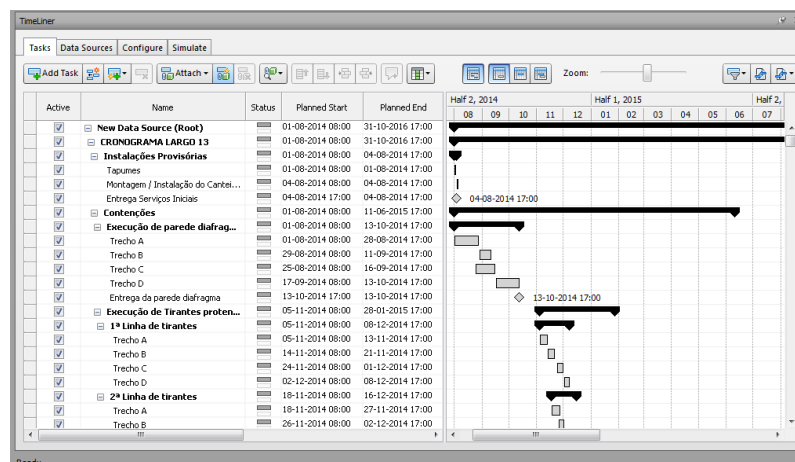 TimeLiner
Tasks Data Sources Configure Simulate
Add Task Attach Zoom:
Active Name Status Planned Start Planned End Half 2, 2014 Half 1, 2015 Half 2,
08 09 10 11 12 01 02 03 04 05 06 07
New Data Source (Root) 01-08-2014 08:00 31-10-2016 17:00
CRONOGRAMA LARGO 13 01-08-2014 08:00 31-10-2016 17:00
Instalações Provisórias 01-08-2014 08:00 04-08-2014 17:00
Tapumes 01-08-2014 08:00 01-08-2014 17:00
Montagem / Instalação do Cantei... 04-08-2014 08:00 04-08-2014 17:00
Entrega Serviços Iniciais 04-08-2014 17:00 04-08-2014 17:00 04-08-2014 17:00
Contenções 01-08-2014 08:00 11-06-2015 17:00
Execução de parede diafrag... 01-08-2014 08:00 13-10-2014 17:00
Trecho A 01-08-2014 08:00 28-08-2014 17:00
Trecho B 29-08-2014 08:00 11-09-2014 17:00
Trecho C 25-08-2014 08:00 16-09-2014 17:00
Trecho D 17-09-2014 08:00 13-10-2014 17:00
Entrega da parede diafragma 13-10-2014 17:00 13-10-2014 17:00 13-10-2014 17:00
Execução de Tirantes proten... 05-11-2014 08:00 28-01-2015 17:00
1ª Linha de tirantes 05-11-2014 08:00 08-12-2014 17:00
Trecho A 05-11-2014 08:00 13-11-2014 17:00
Trecho B 14-11-2014 08:00 21-11-2014 17:00
Trecho C 24-11-2014 08:00 01-12-2014 17:00
Trecho D 02-12-2014 08:00 08-12-2014 17:00
2ª Linha de tirantes 18-11-2014 08:00 16-12-2014 17:00
Trecho A 18-11-2014 08:00 27-11-2014 17:00
Trecho B 26-11-2014 08:00 02-12-2014 17:00